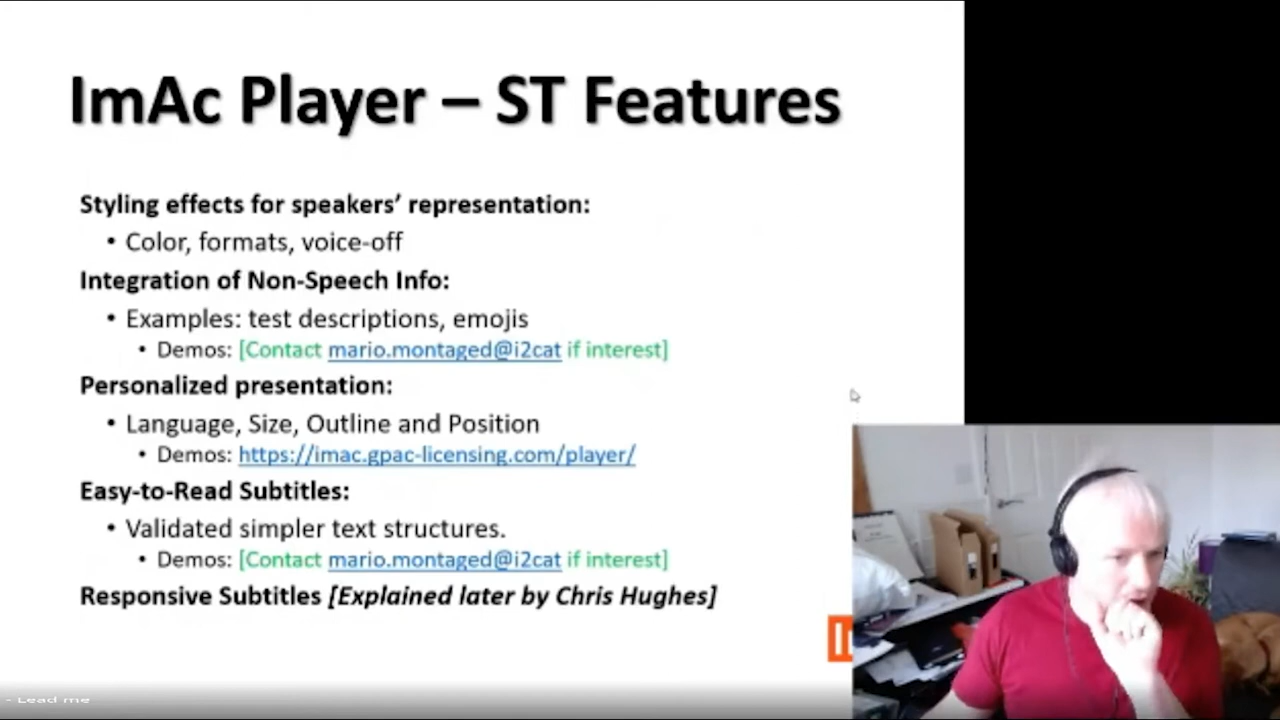 ImAc Player – ST Features
Styling effects for speakers’ representation:
• Color, formats, voice-off
Integration of Non-Speech Info:
• Examples: test descriptions, emojis
• Demos: [Contact mario.montaged@i2cat if interest]
Personalized presentation:
• Language, Size, Outline and Position
• Demos: https://imac.gpac-licensing.com/player/
Easy-to-Read Subtitles:
• Validated simpler text structures.
• Demos: [Contact mario.montaged@i2cat if interest]
Responsive Subtitles [Explained later by Chris Hughes]
- Lead me